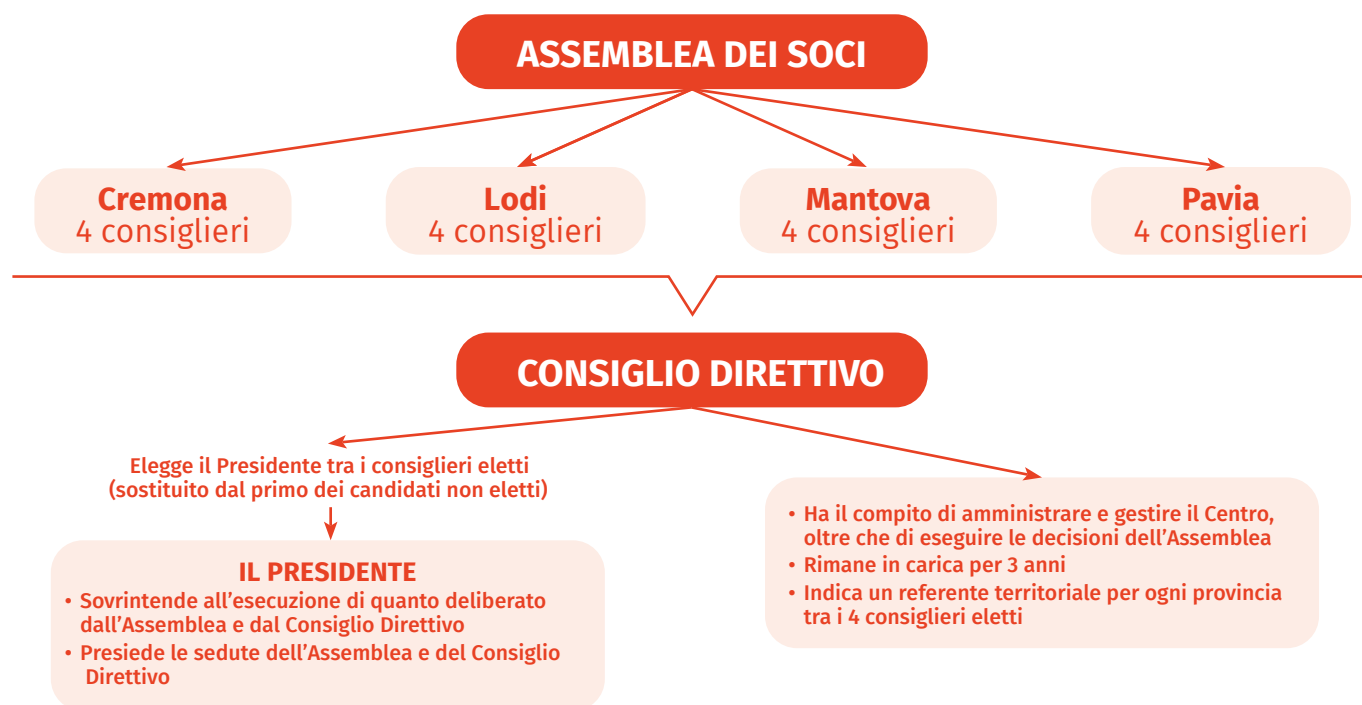 ASSEMBLEA DEI SOCI
Cremona
4 consiglieri
Lodi
4 consiglieri
Mantova
4 consiglieri
Pavia
4 consiglieri
CONSIGLIO DIRETTIVO
Elegge il Presidente tra i consiglieri eletti
(sostituito dal primo dei candidati non eletti)
IL PRESIDENTE
• Sovrintende all’esecuzione di quanto deliberato
dall’Assemblea e dal Consiglio Direttivo
• Presiede le sedute dell’Assemblea e del Consiglio
Direttivo
• Ha il compito di amministrare e gestire il Centro,
oltre che di eseguire le decisioni dell’Assemblea
• Rimane in carica per 3 anni
• Indica un referente territoriale per ogni provincia
tra i 4 consiglieri eletti